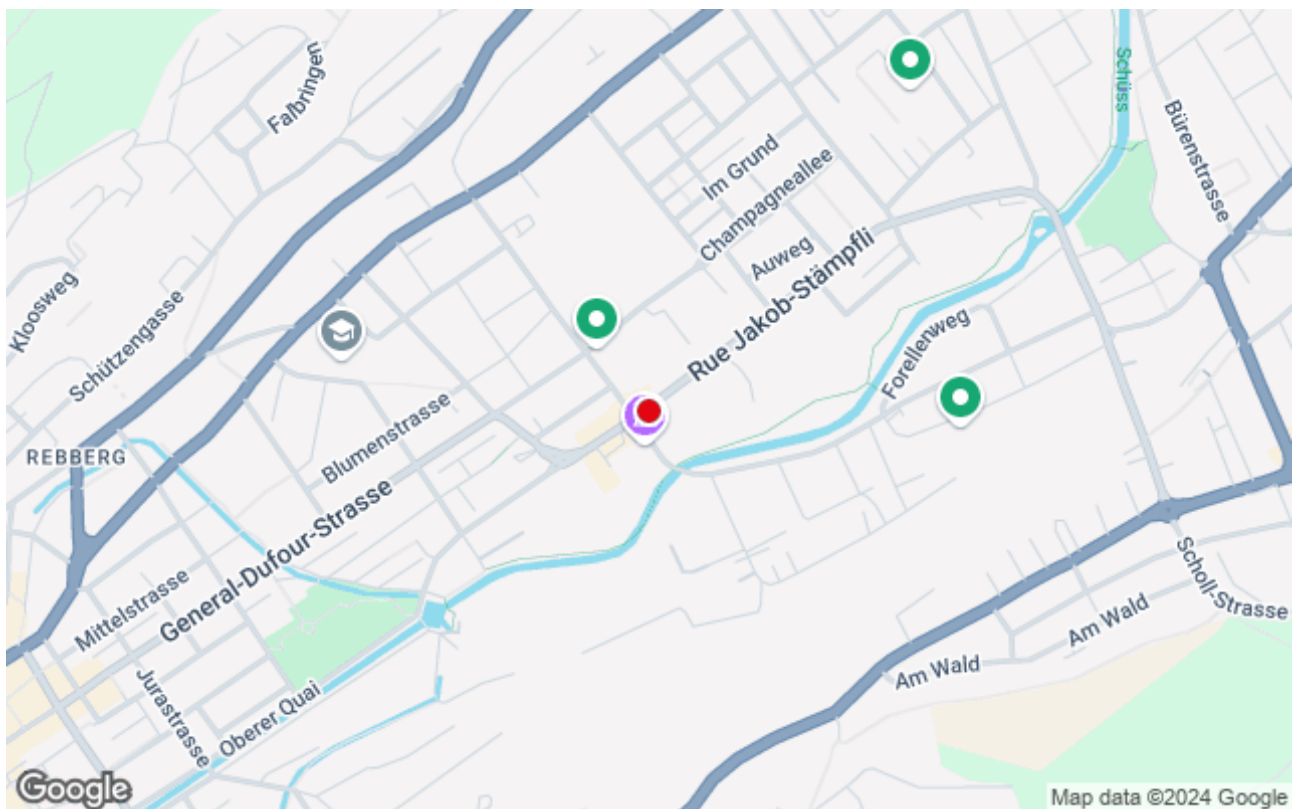 Schüss
Falbringen
Bürenstrasse
Im Grund
Champagneallee
Auweg
Rue Jakob-Stämpfli
Kloosweg
Schützengasse
Forellenweg
Blumenstrasse
REBBERG
General-Dufour-Strasse
Mittelstrasse
Scholl-Strasse
Am Wald
Am Wald
Jurastrasse
Oberer Quai
Google
Map data ©2024 Google